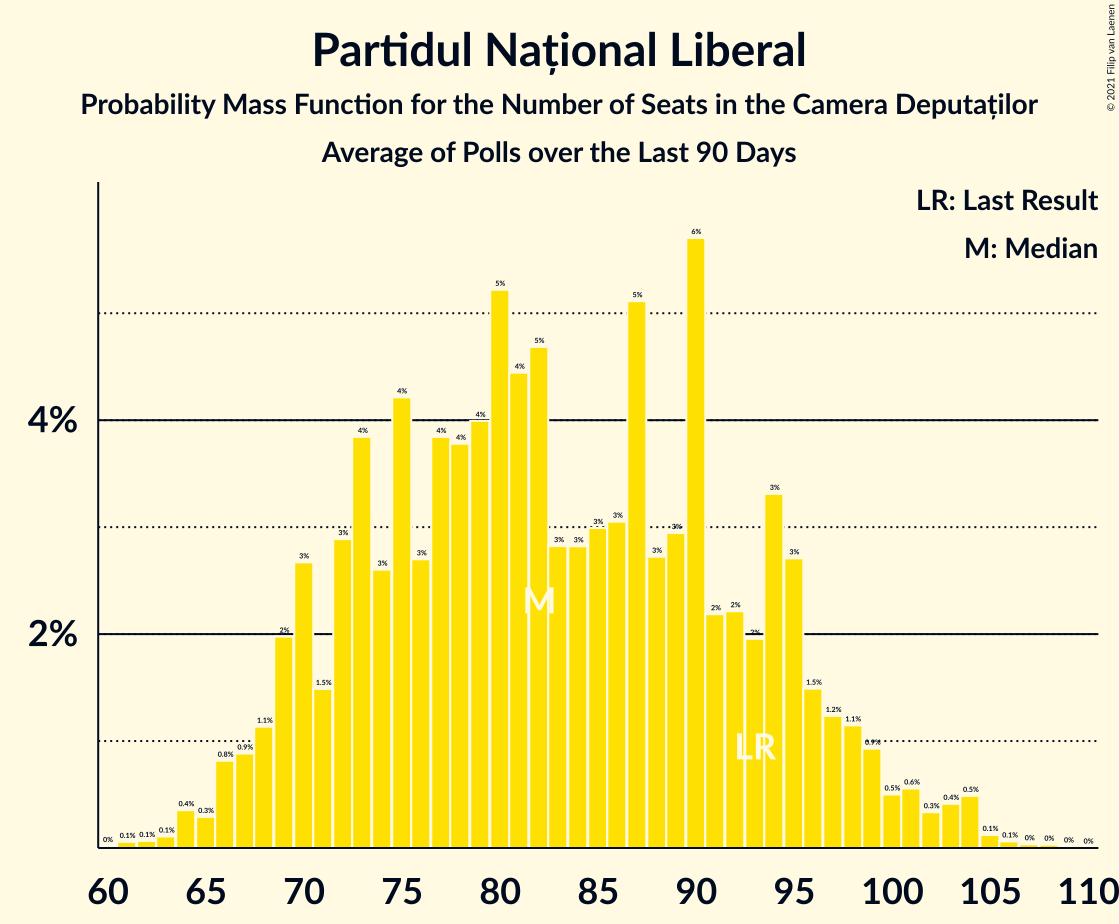 Partidul Național Liberal
Probability Mass Function for the Number of Seats in the Camera Deputaților
Average of Polls over the Last 90 Days
© 2021 Filip van Laenen
LR: Last Result
M: Median
4%
2%
0% 0.1% 0.1% 0.1% 0.4% 0.3% 0.8% 0.9% 1.1% 2% 3% 1.5% 3% 4% 3% 4% 3% 4% 4% 4% 5% 4% 5% 3% 3% 3% 3% 5% 3% 3% 6% 2% 2% 2% 3% 3% 1.5% 1.2% 1.1% 0.9% 0.5% 0.6% 0.3% 0.4% 0.5% 0.1% 0.1% 0% 0% 0% 0%
M
LR
60 65 70 75 80 85 90 95 100 105 110